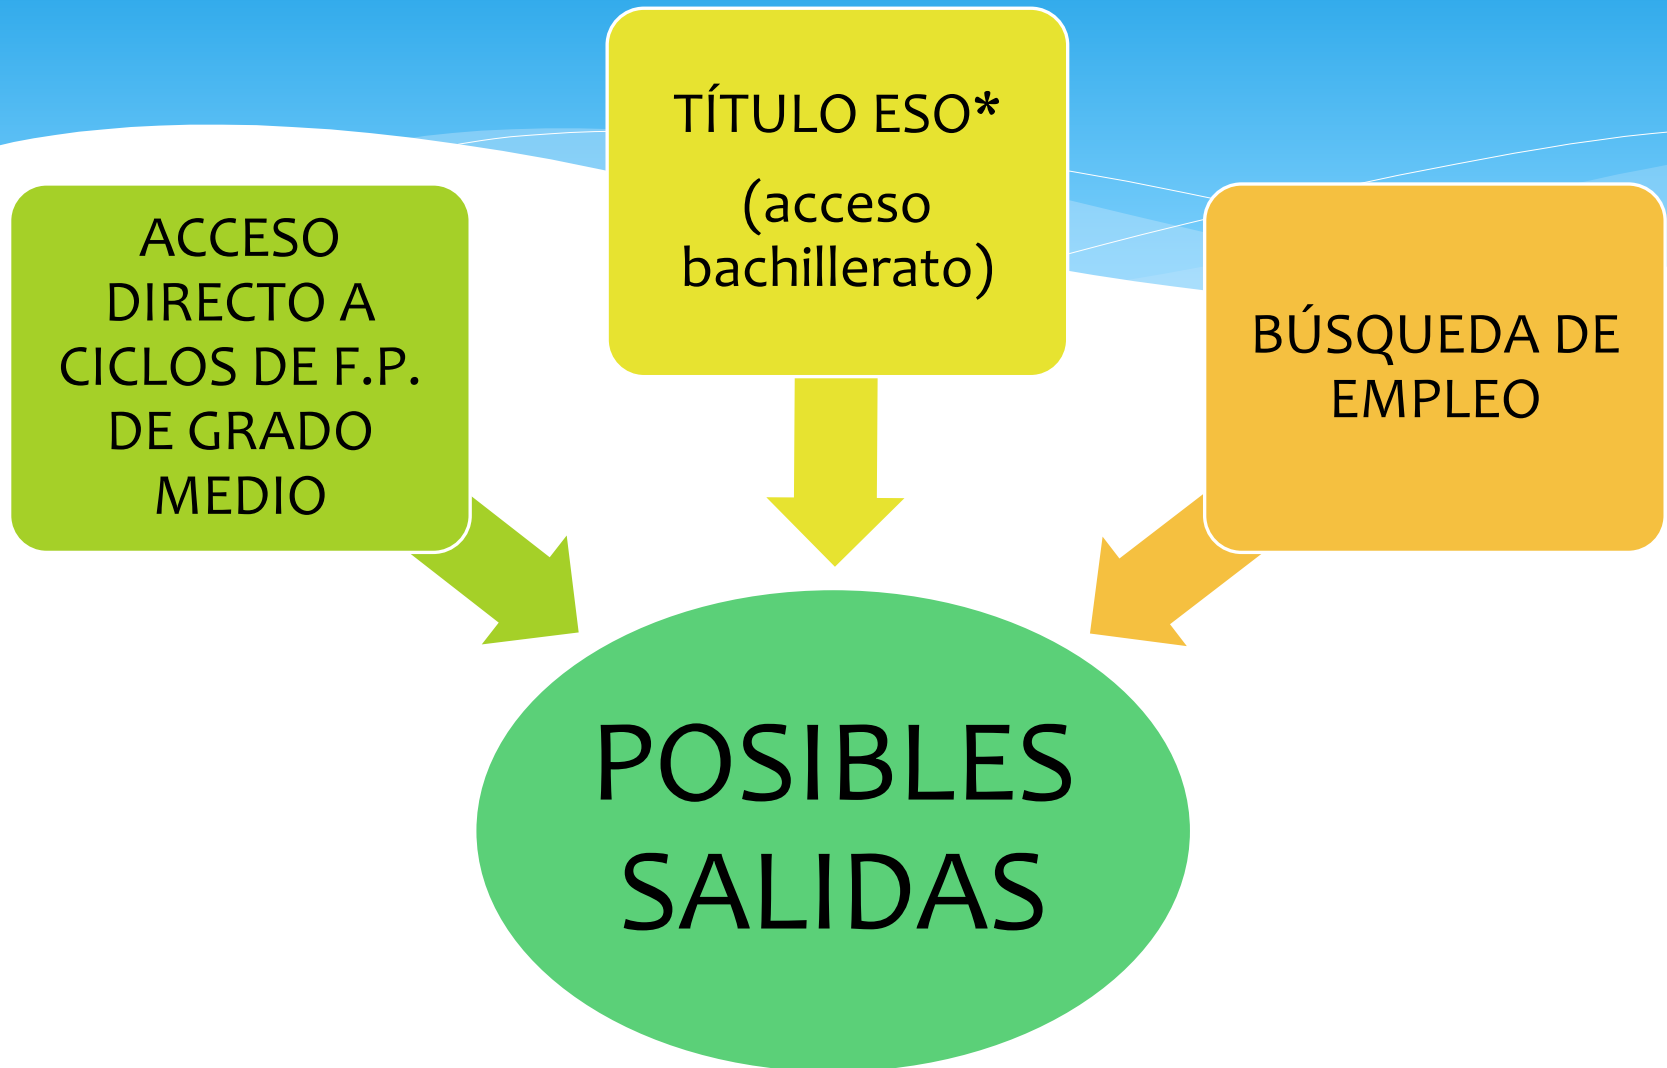 ACCESO
DIRECTO A
CICLOS DE F.P.
DE GRADO
MEDIO
TÍTULO ESO*
(acceso
bachillerato)
BÚSQUEDA DE
EMPLEO
POSIBLES
SALIDAS